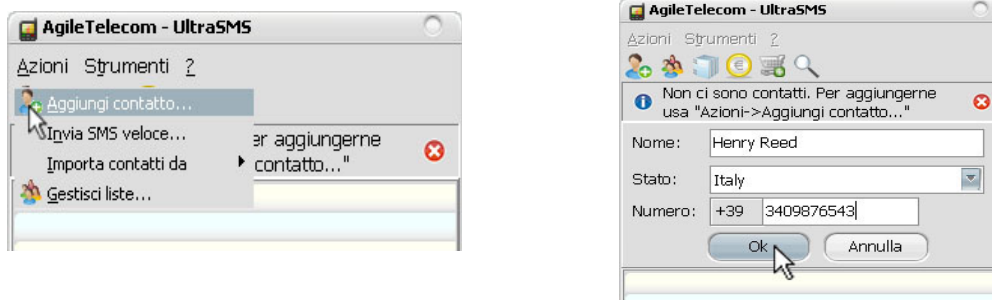 AgileTelecom - UltraSMS
Azioni Strumenti ?
Aggiungi contatto...
Invia SMS veloce...
er aggiungerne
Importa contatti da
contatto..."
Gestisci liste...
AgileTelecom - UltraSMS
Azioni Strumenti ?
Non ci sono contatti. Per aggiungerne
usa "Azioni->Aggiungi contatto..."
Nome: Henry Reed
Stato: Italy
Numero: +39 3409876543
Ok Annulla